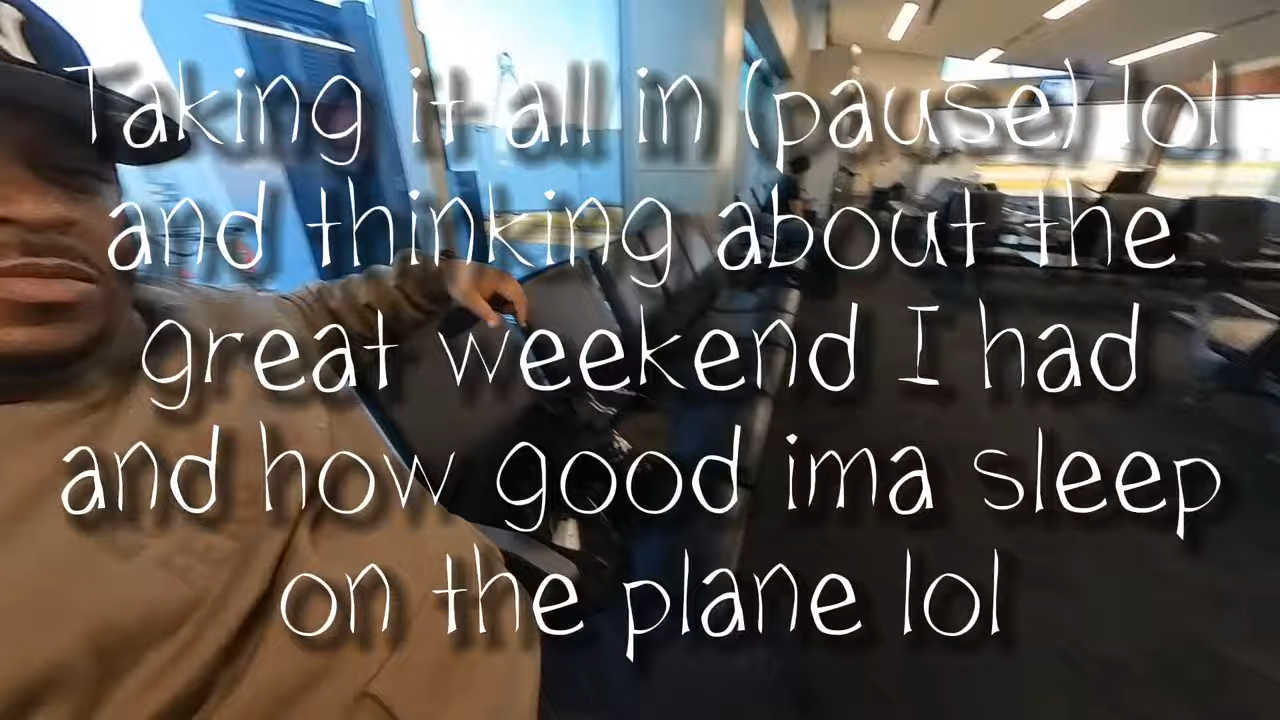 Taking it all in (pause) lol
and thinking about the
great weekend I had
and how good ima sleep
on the plane lol